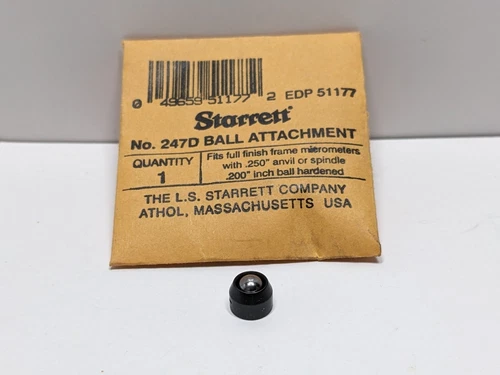 0 49659 51177 2 EDP 51177
Starrett
No. 247D BALL ATTACHMENT
QUANTITY
1
Fits full finish frame micrometers
with .250" anvil or spindle
.200" inch ball hardened
THE L.S. STARRETT COMPANY
ATHOL, MASSACHUSETTS USA